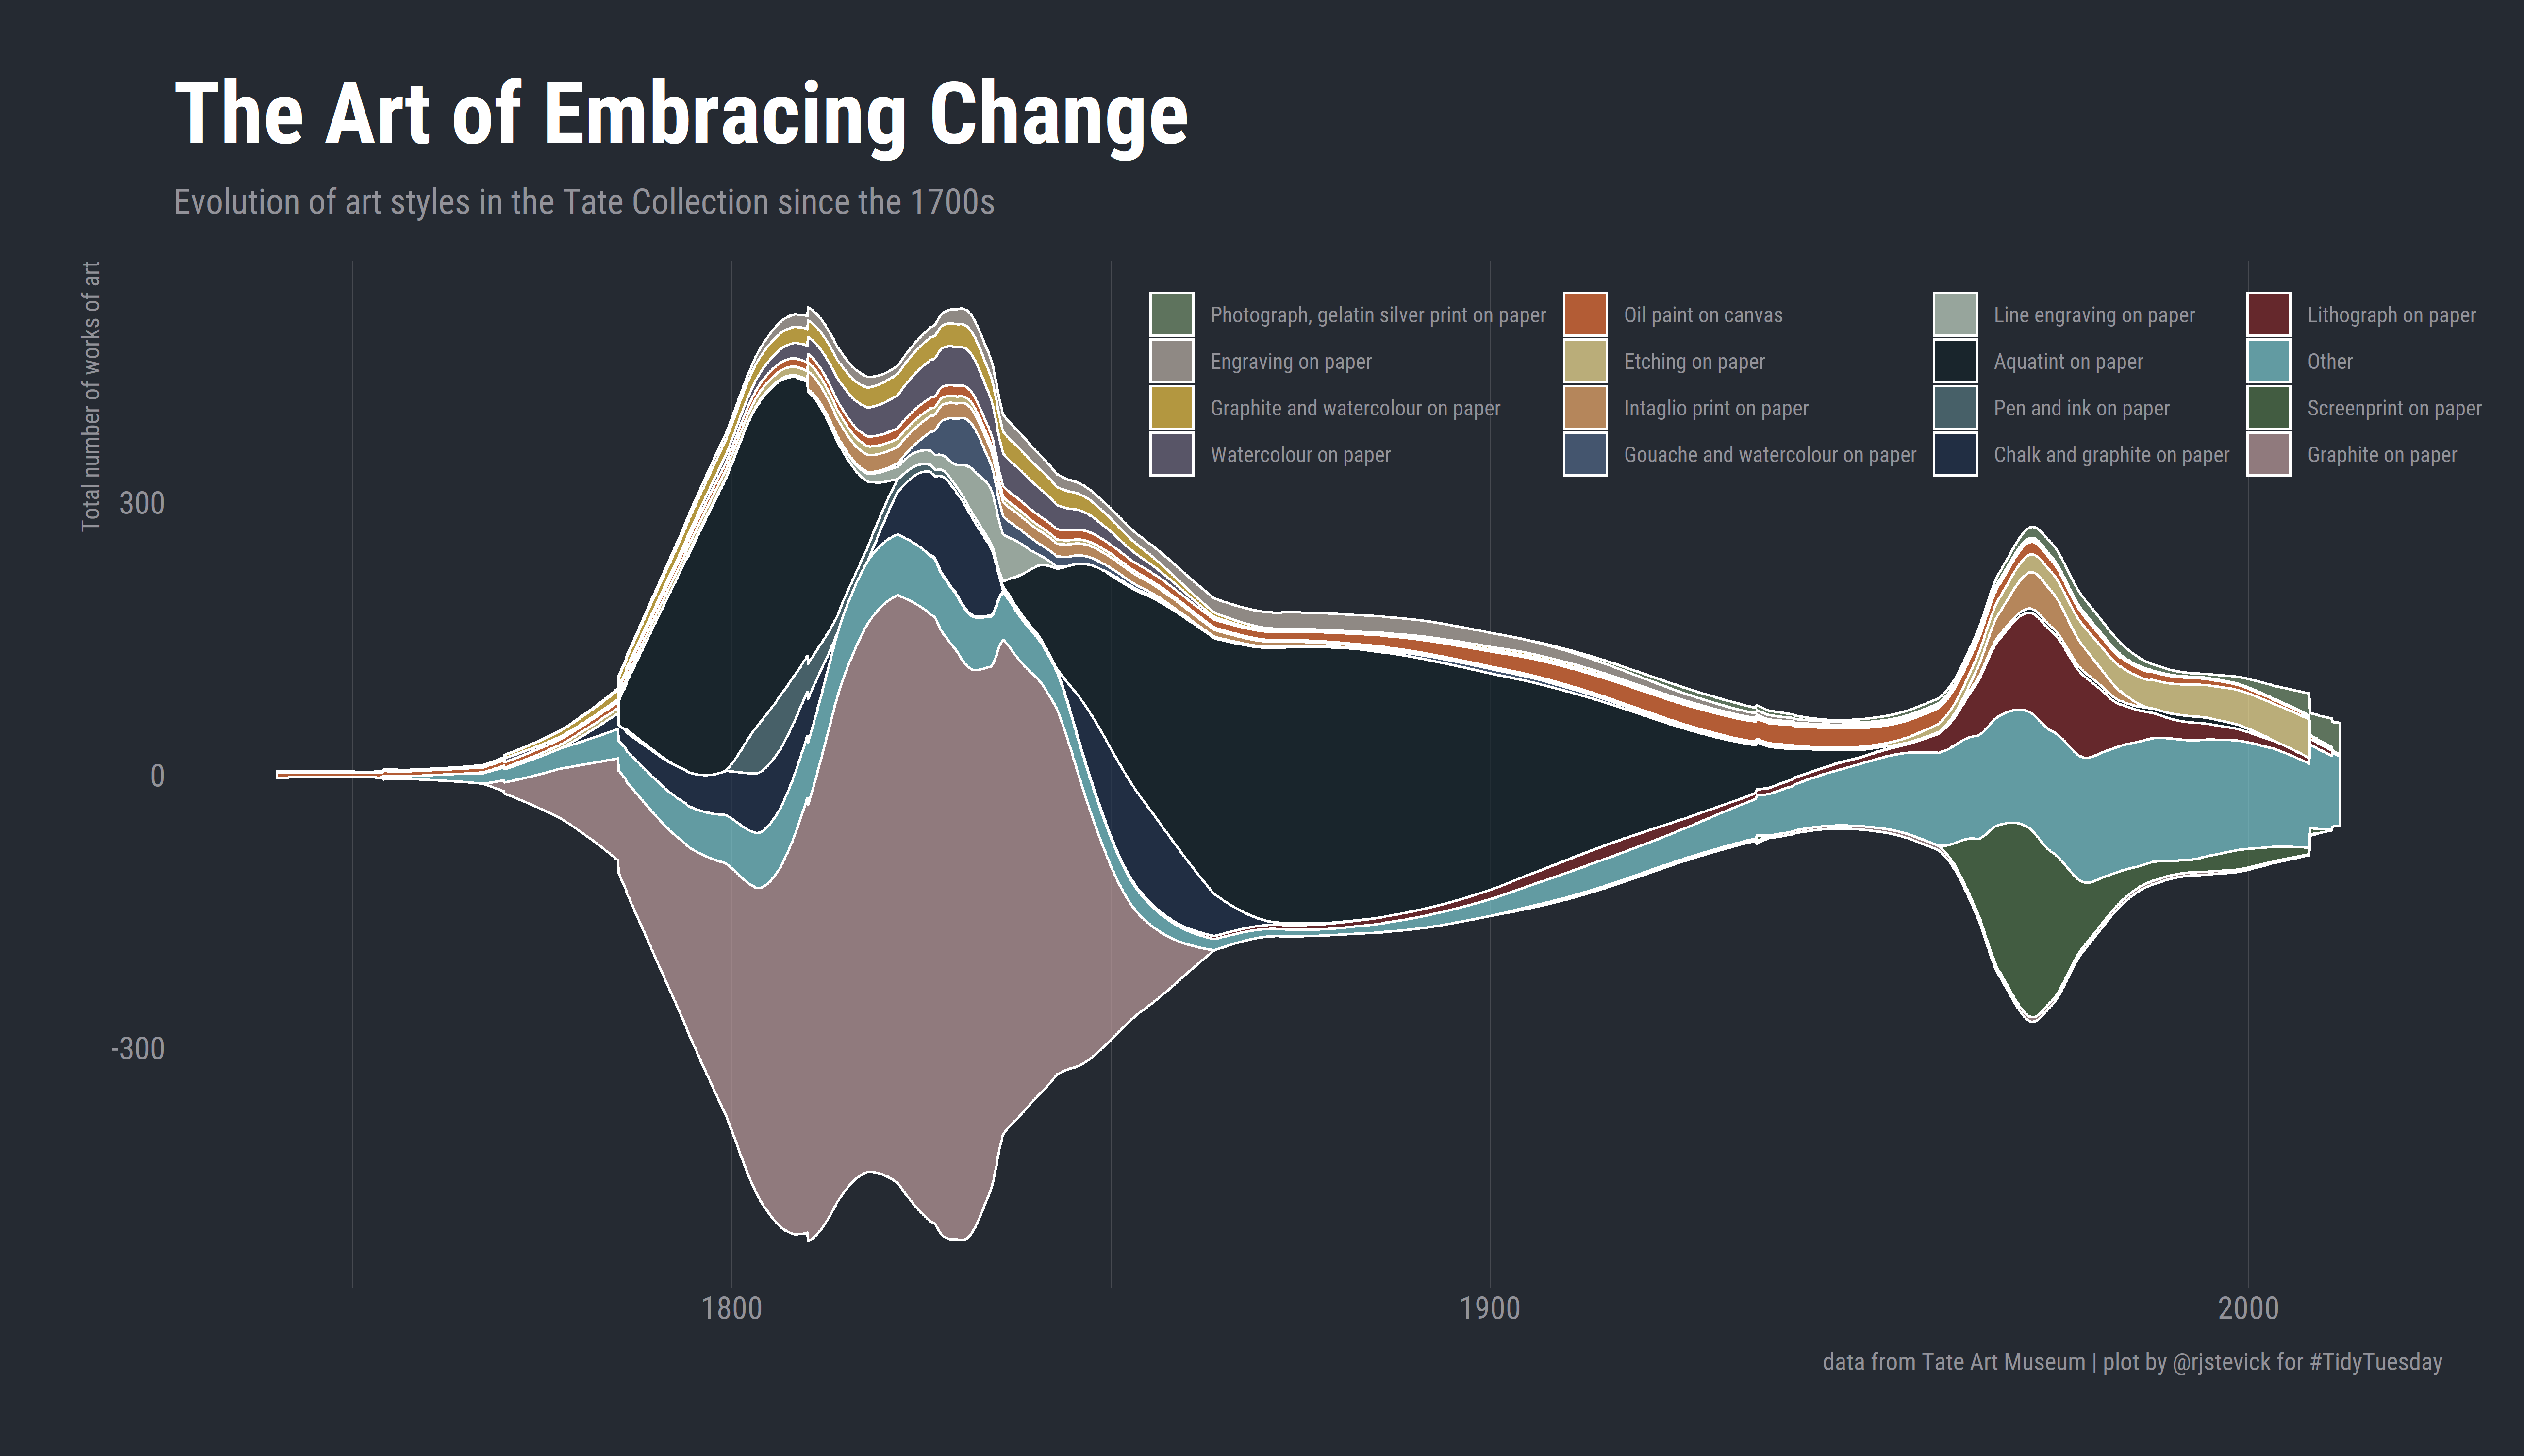 The Art of Embracing Change
Evolution of art styles in the Tate Collection since the 1700s
Total number of works of art
300
0
-300
Photograph, gelatin silver print on paper
Engraving on paper
Graphite and watercolour on paper
Watercolour on paper
Oil paint on canvas
Etching on paper
Intaglio print on paper
Gouache and watercolour on paper
Line engraving on paper
Aquatint on paper
Pen and ink on paper
Chalk and graphite on paper
Lithograph on paper
Other
Screenprint on paper
Graphite on paper
1800
1900
2000
data from Tate Art Museum | plot by @rjstevick for #TidyTuesday